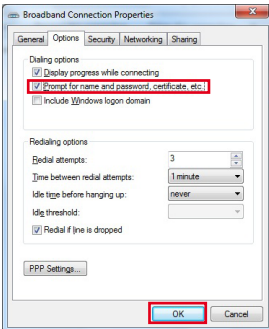 Broadband Connection Properties
General Options Security Networking Sharing
Dialing options
Display progress while connecting
Prompt for name and password, certificate, etc.
Include Windows logon domain
Redialing options
Redial attempts: 3
Time between redial attempts: 1 minute
Idle time before hanging up: never
Idle threshold:
Redial if line is dropped
PPP Settings...
OK Cancel